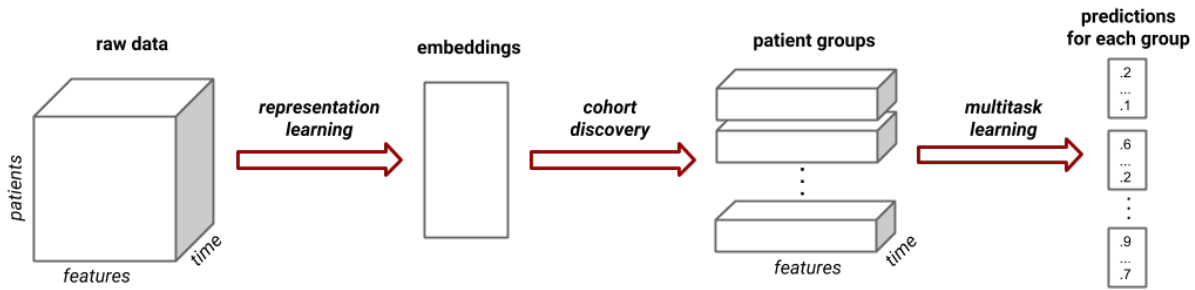 raw data
patients
features
time
representation
learning
embeddings
cohort
discovery
patient groups
⋮
features
time
multitask
learning
predictions
for each group
.2
...
.1
.6
...
.2
⋮
.9
...
.7